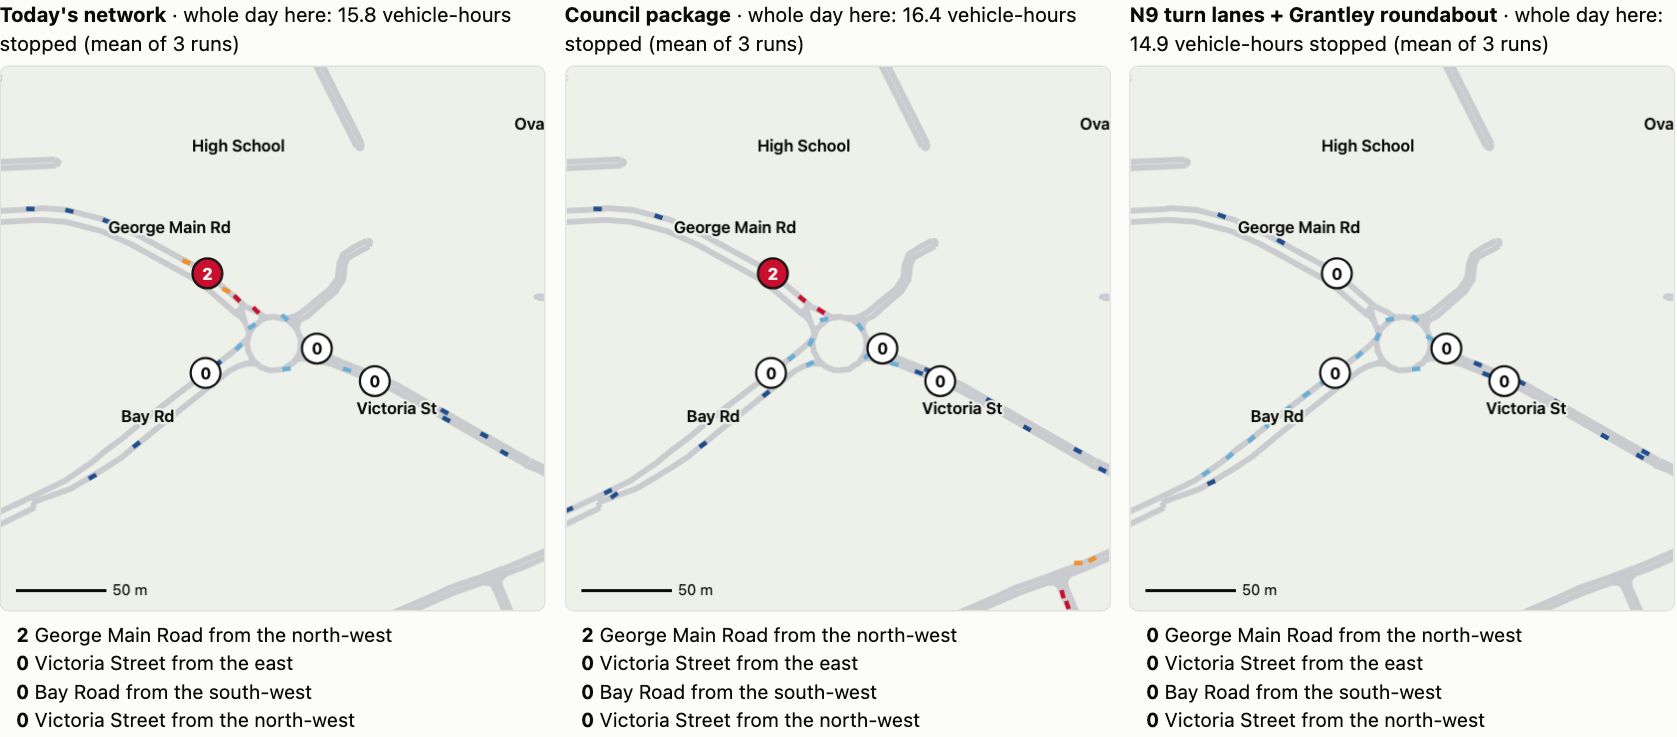 Today's network · whole day here: 15.8 vehicle-hours
stopped (mean of 3 runs)
High School
Ova
George Main Rd
2
0
0
0
Bay Rd
Victoria St
50 m
2 George Main Road from the north-west
0 Victoria Street from the east
0 Bay Road from the south-west
0 Victoria Street from the north-west
Council package · whole day here: 16.4 vehicle-hours
stopped (mean of 3 runs)
High School
Ova
George Main Rd
2
0
0
0
Bay Rd
Victoria St
50 m
2 George Main Road from the north-west
0 Victoria Street from the east
0 Bay Road from the south-west
0 Victoria Street from the north-west
N9 turn lanes + Grantley roundabout · whole day here:
14.9 vehicle-hours stopped (mean of 3 runs)
High School
Ova
George Main Rd
0
0
0
0
Bay Rd
Victoria St
50 m
0 George Main Road from the north-west
0 Victoria Street from the east
0 Bay Road from the south-west
0 Victoria Street from the north-west